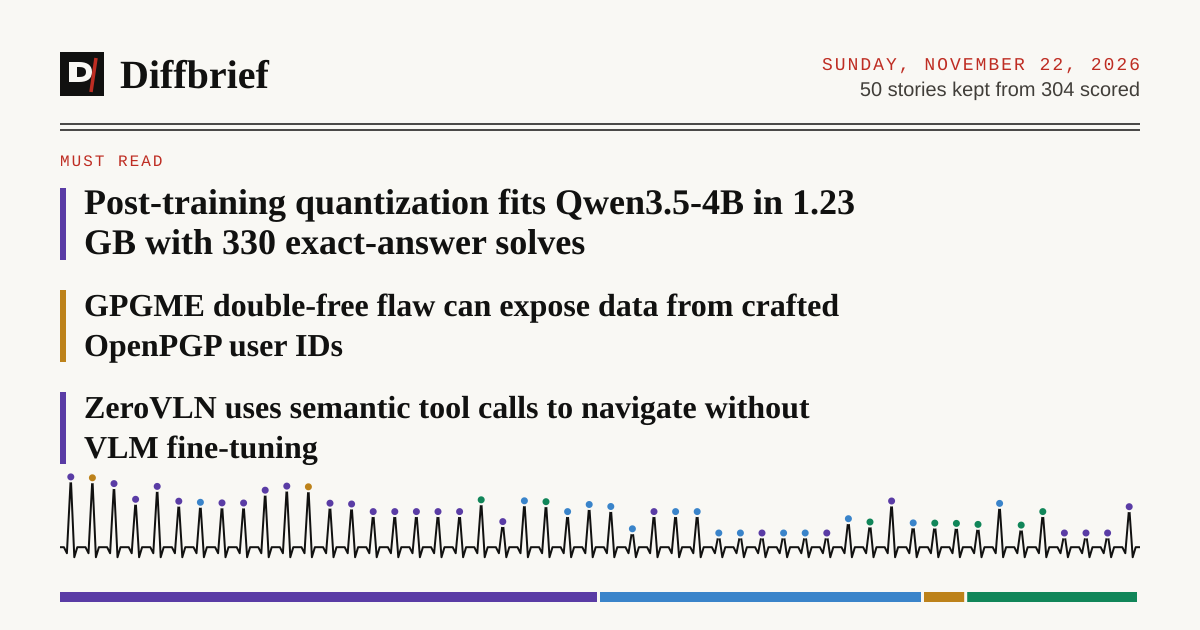 D
Diffbrief
SUNDAY, NOVEMBER 22, 2026
50 stories kept from 304 scored
MUST READ
Post-training quantization fits Qwen3.5-4B in 1.23
GB with 330 exact-answer solves
GPGME double-free flaw can expose data from crafted
OpenPGP user IDs
ZeroVLN uses semantic tool calls to navigate without
VLM fine-tuning